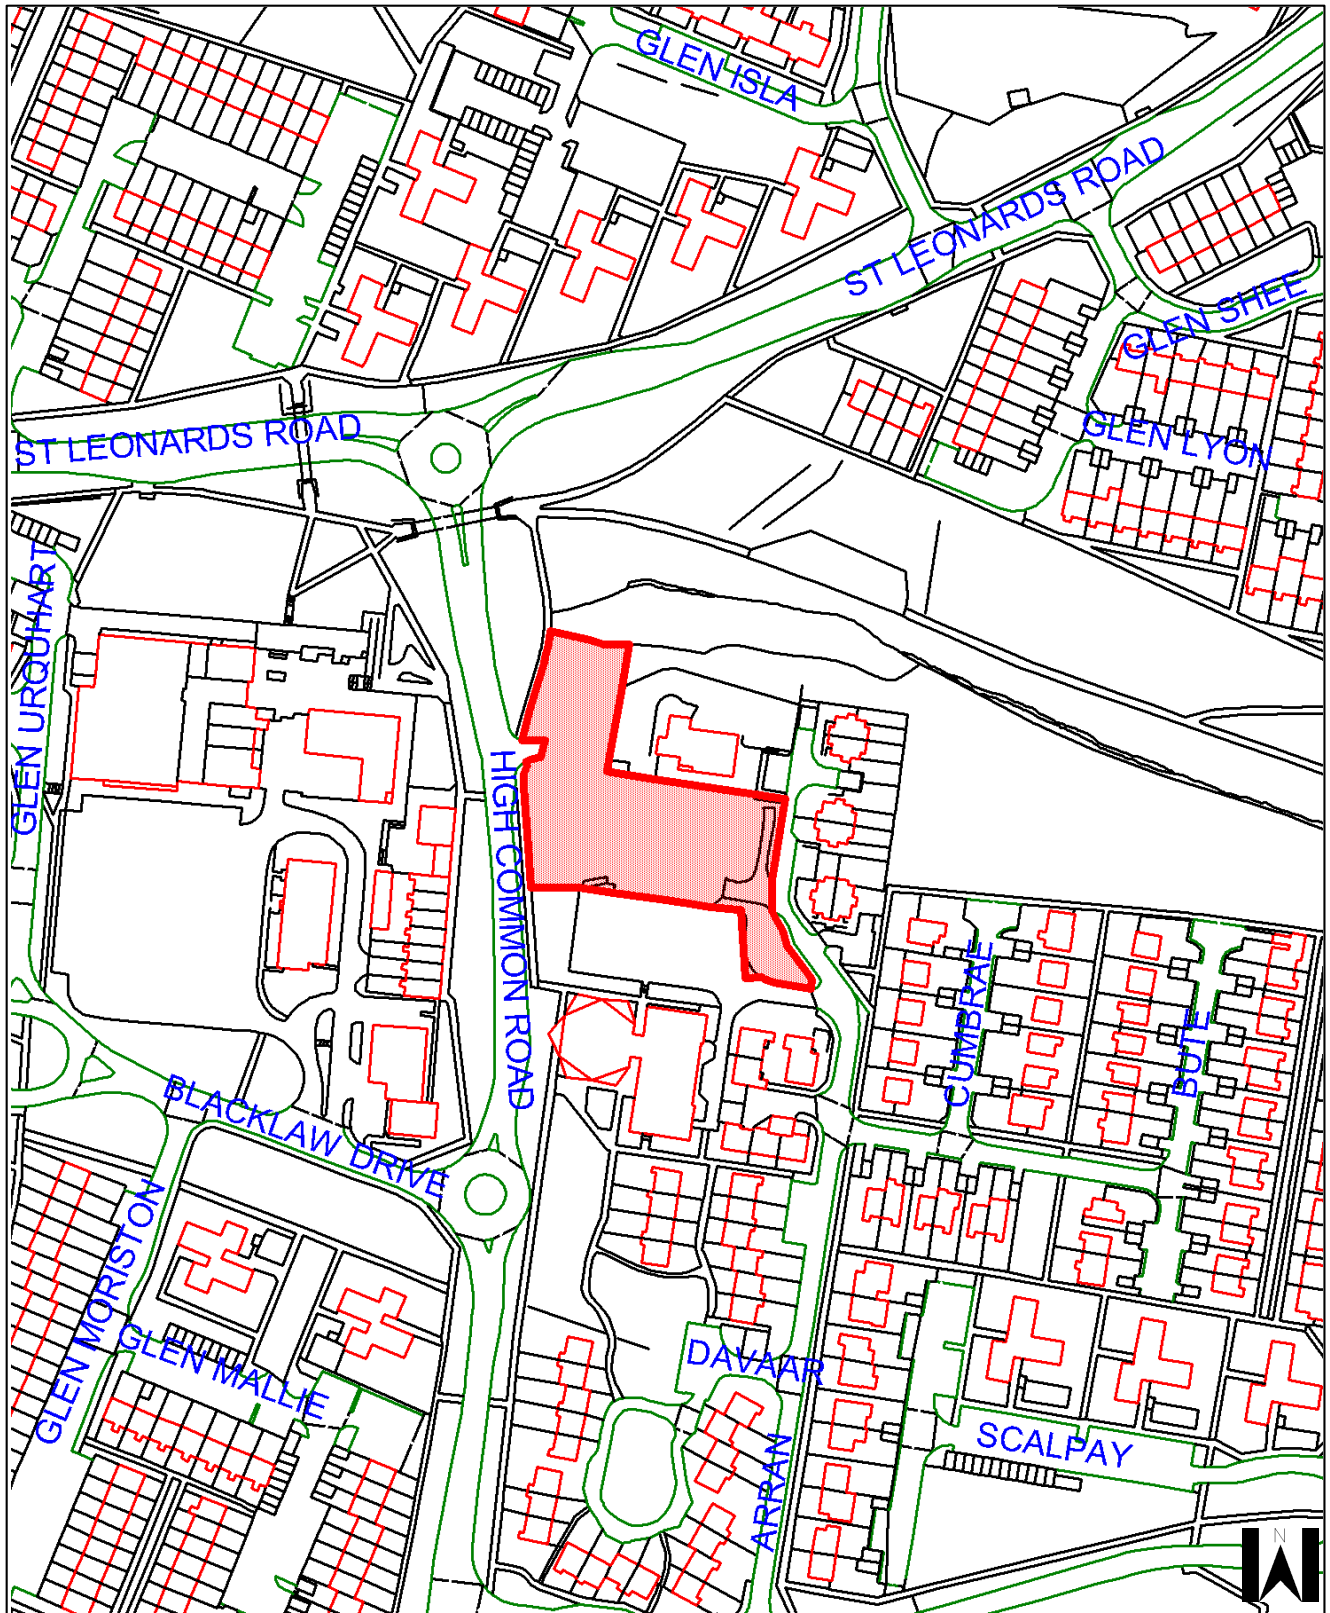 GLEN ISLA
ST LEONARDS ROAD
GLEN SHEE
ST LEONARDS ROAD
GLEN LYON
GLEN URQUHART
HIGH COMMON ROAD
CUMBRAE
BUTE
BLACKLAW DRIVE
GLEN MORISTON
GLEN MALLIE
DAVAAR
SCALPAY
ARRAN
N